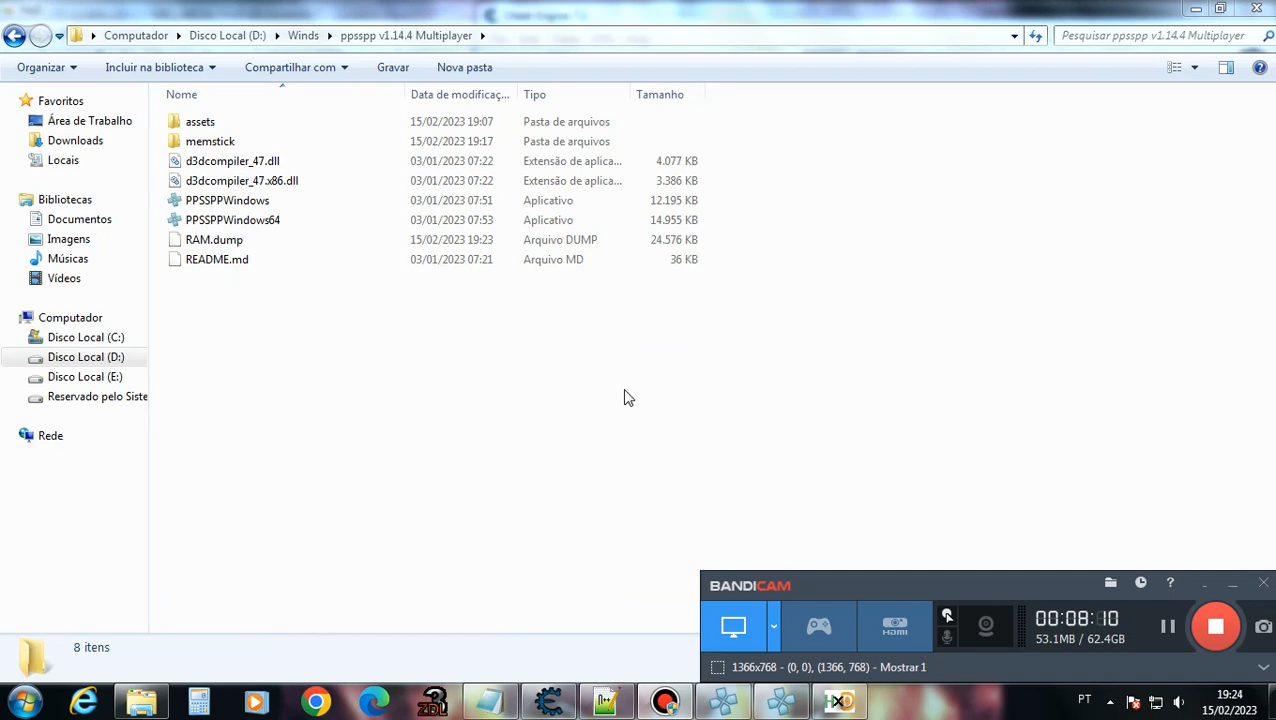 Computador Disco Local (D:) Winds ppsspp v1.14.4 Multiplayer Pesquisar ppsspp v1.14.4 Multiplayer
Organizar Incluir na biblioteca Compartilhar com Gravar Nova pasta
Nome Data de modificaç... Tipo Tamanho
Favoritos
Área de Trabalho
Downloads
Locais
Bibliotecas
Documentos
Imagens
Músicas
Vídeos
Computador
Disco Local (C:)
Disco Local (D:)
Disco Local (E:)
Reservado pelo Siste
Rede
assets 15/02/2023 19:07 Pasta de arquivos
memstick 15/02/2023 19:17 Pasta de arquivos
d3dcompiler_47.dll 03/01/2023 07:22 Extensão de aplica... 4.077 KB
d3dcompiler_47.x86.dll 03/01/2023 07:22 Extensão de aplica... 3.386 KB
PPSSPPWindows 03/01/2023 07:51 Aplicativo 12.195 KB
PPSSPPWindows64 03/01/2023 07:53 Aplicativo 14.955 KB
RAM.dump 15/02/2023 19:23 Arquivo DUMP 24.576 KB
README.md 03/01/2023 07:21 Arquivo MD 36 KB
8 itens
BANDICAM
HDMI
00:08:10
53.1MB / 62.4GB
1366x768 - (0, 0), (1366, 768) - Mostrar 1
ZDL
PT
19:24
15/02/2023